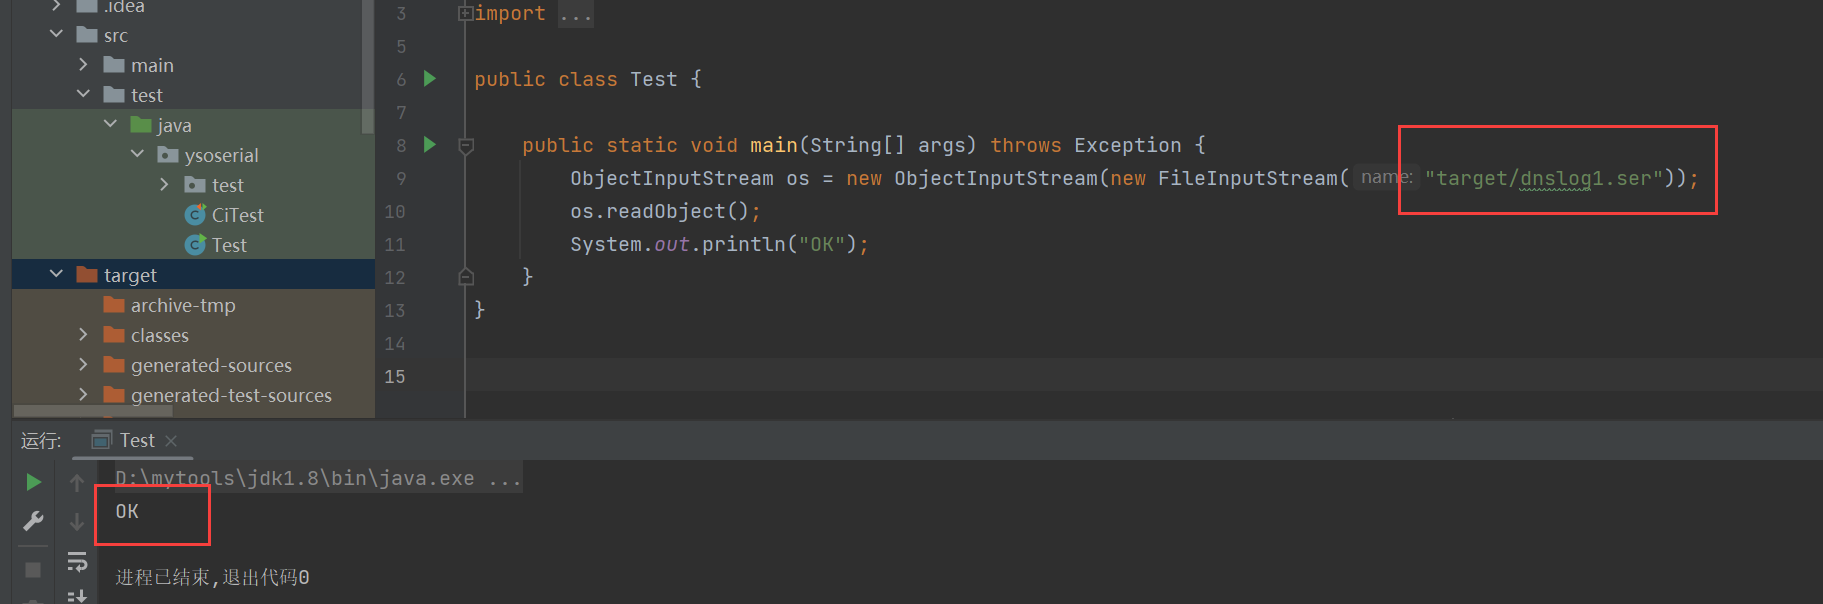 .idea
src
main
test
java
ysoserial
test
CiTest
Test
target
archive-tmp
classes
generated-sources
generated-test-sources
3 import ...
5
6 public class Test {
7
8 public static void main(String[] args) throws Exception {
9 ObjectInputStream os = new ObjectInputStream(new FileInputStream( name: "target/dnslog1.ser"));
10 os.readObject();
11 System.out.println("OK");
12 }
13 }
14
15
运行: Test
D:\mytools\jdk1.8\bin\java.exe ...
OK
进程已结束,退出代码0